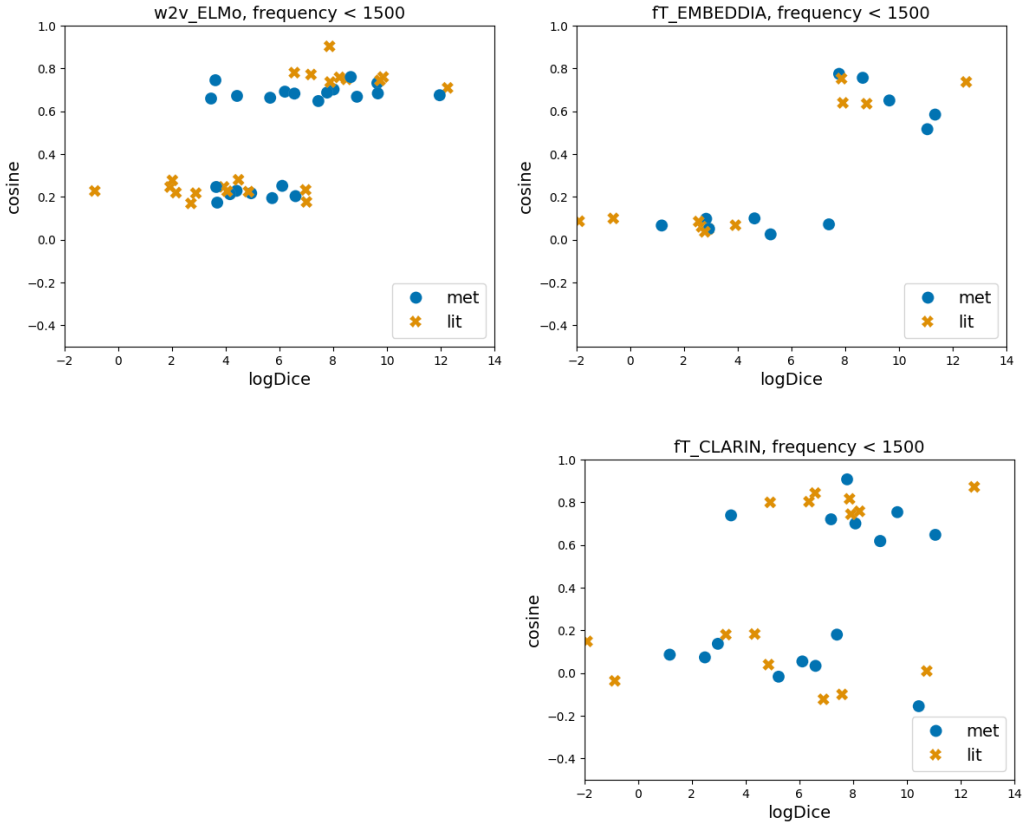 w2v_ELMo, frequency < 1500
1.0
0.8
0.6
0.4
0.2
0.0
−0.2
−0.4
cosine
met
lit
−2 0 2 4 6 8 10 12 14
logDice
fT_EMBEDDIA, frequency < 1500
1.0
0.8
0.6
0.4
0.2
0.0
−0.2
−0.4
cosine
met
lit
−2 0 2 4 6 8 10 12 14
logDice
fT_CLARIN, frequency < 1500
1.0
0.8
0.6
0.4
0.2
0.0
−0.2
−0.4
cosine
met
lit
−2 0 2 4 6 8 10 12 14
logDice